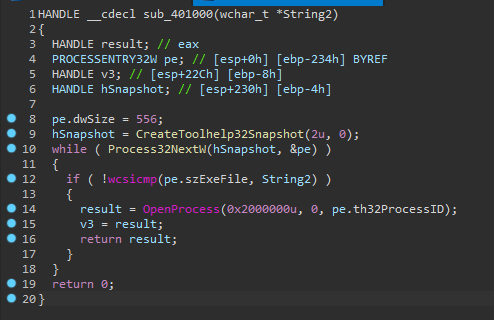 1 HANDLE __cdecl sub_401000(wchar_t *String2)
2 {
3   HANDLE result; // eax
4   PROCESSENTRY32W pe; // [esp+0h] [ebp-234h] BYREF
5   HANDLE v3; // [esp+22Ch] [ebp-8h]
6   HANDLE hSnapshot; // [esp+230h] [ebp-4h]
7
8   pe.dwSize = 556;
9   hSnapshot = CreateToolhelp32Snapshot(2u, 0);
10   while ( Process32NextW(hSnapshot, &pe) )
11   {
12     if ( !wcsicmp(pe.szExeFile, String2) )
13     {
14       result = OpenProcess(0x2000000u, 0, pe.th32ProcessID);
15       v3 = result;
16       return result;
17     }
18   }
19   return 0;
20 }